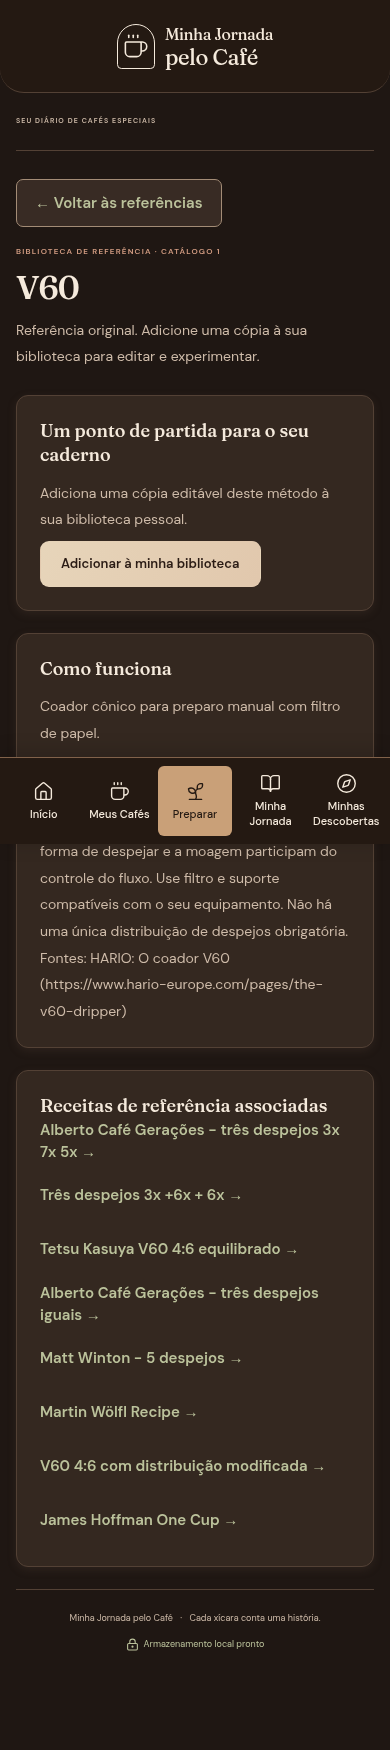 Minha Jornada
pelo Café
SEU DIÁRIO DE CAFÉS ESPECIAIS
← Voltar às referências
BIBLIOTECA DE REFERÊNCIA · CATÁLOGO 1
V60
Referência original. Adicione uma cópia à sua
biblioteca para editar e experimentar.
Um ponto de partida para o seu
caderno
Adiciona uma cópia editável deste método à
sua biblioteca pessoal.
Adicionar à minha biblioteca
Como funciona
Coador cônico para preparo manual com filtro
de papel.
Início
Meus Cafés
Preparar
Minha
Jornada
Minhas
Descobertas
forma de despejar e a moagem participam do
controle do fluxo. Use filtro e suporte
compatíveis com o seu equipamento. Não há
uma única distribuição de despejos obrigatória.
Fontes: HARIO: O coador V60
(https://www.hario-europe.com/pages/the-
v60-dripper)
Receitas de referência associadas
Alberto Café Gerações - três despejos 3x
7x 5x →
Três despejos 3x +6x + 6x →
Tetsu Kasuya V60 4:6 equilibrado →
Alberto Café Gerações - três despejos
iguais →
Matt Winton - 5 despejos →
Martin Wölfl Recipe →
V60 4:6 com distribuição modificada →
James Hoffman One Cup →
Minha Jornada pelo Café · Cada xícara conta uma história.
Armazenamento local pronto